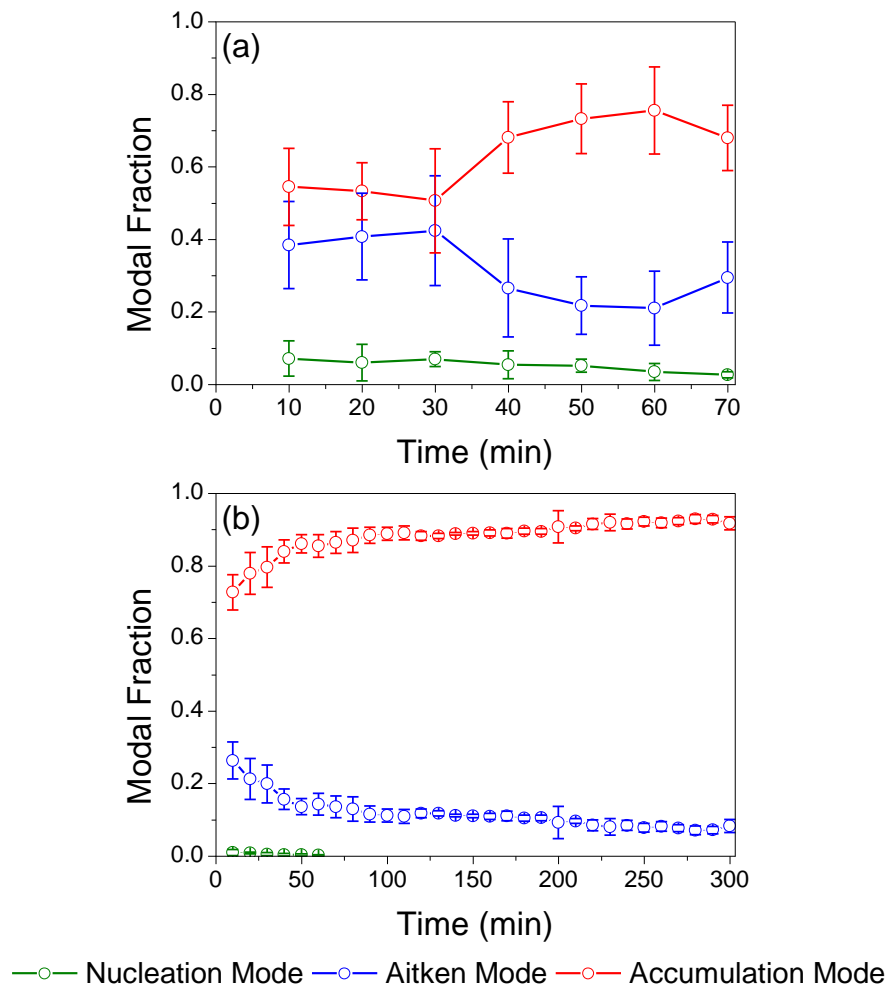 (a)
1.0
0.8
0.6
0.4
0.2
0.0
Modal Fraction
0 10 20 30 40 50 60 70
Time (min)
(b)
1.0
0.8
0.6
0.4
0.2
0.0
Modal Fraction
0 50 100 150 200 250 300
Time (min)
Nucleation Mode Aitken Mode Accumulation Mode